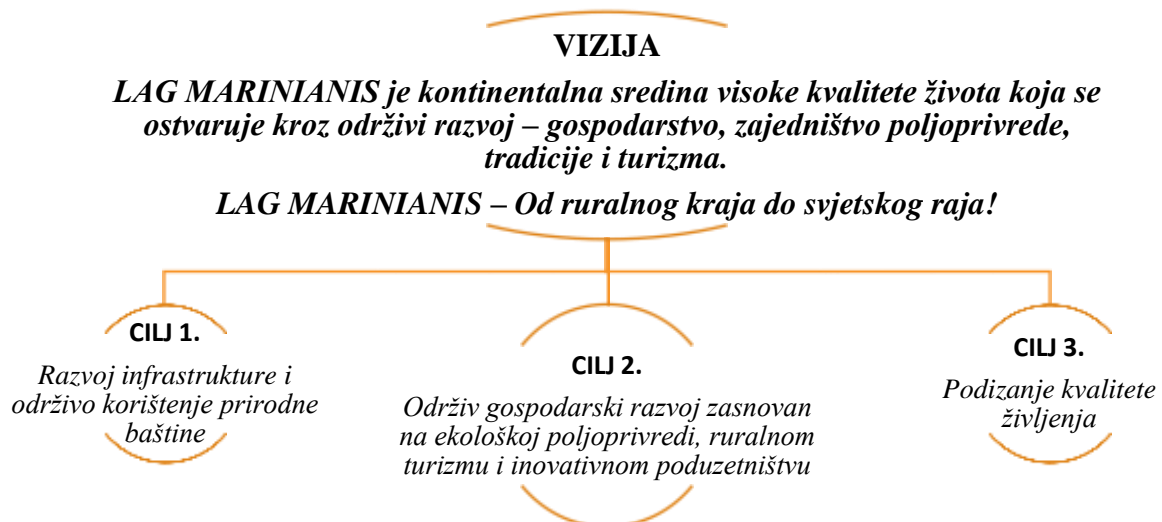 VIZIJA
LAG MARINIANIS je kontinentalna sredina visoke kvalitete života koja se
ostvaruje kroz održivi razvoj – gospodarstvo, zajedništvo poljoprivrede,
tradicije i turizma.
LAG MARINIANIS – Od ruralnog kraja do svjetskog raja!
CILJ 1.
Razvoj infrastrukture i
održivo korištenje prirodne
baštine
CILJ 2.
Održiv gospodarski razvoj zasnovan
na ekološkoj poljoprivredi, ruralnom
turizmu i inovativnom poduzetništvu
CILJ 3.
Podizanje kvalitete
življenja